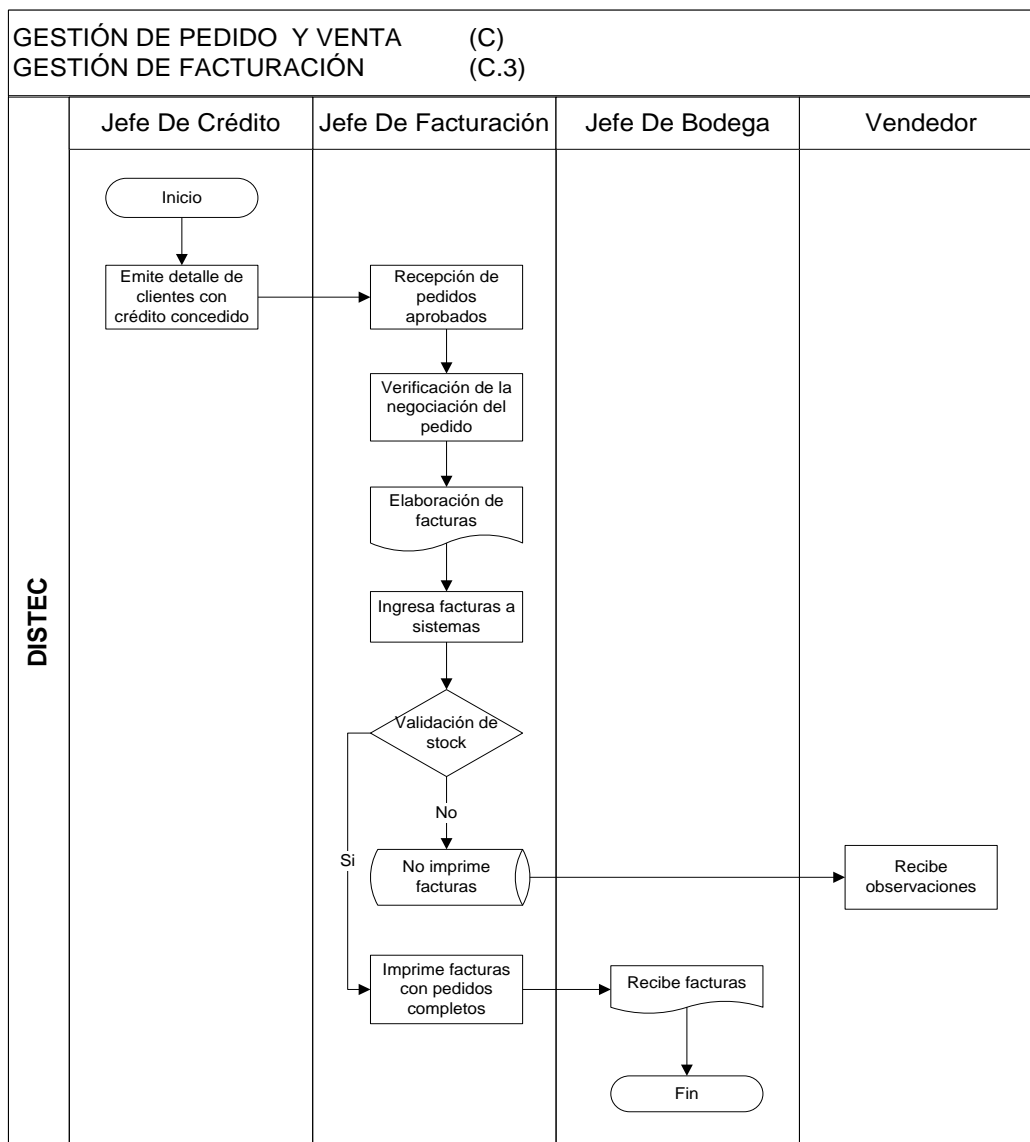 GESTIÓN DE PEDIDO Y VENTA (C)
GESTIÓN DE FACTURACIÓN (C.3)
Jefe De Crédito
Jefe De Facturación
Jefe De Bodega
Vendedor
DISTEC
Inicio
Emite detalle de
clientes con
crédito concedido
Recepción de
pedidos
aprobados
Verificación de la
negociación del
pedido
Elaboración de
facturas
Ingresa facturas a
sistemas
Validación de
stock
No
Si
No imprime
facturas
Recibe
observaciones
Imprime facturas
con pedidos
completos
Recibe facturas
Fin